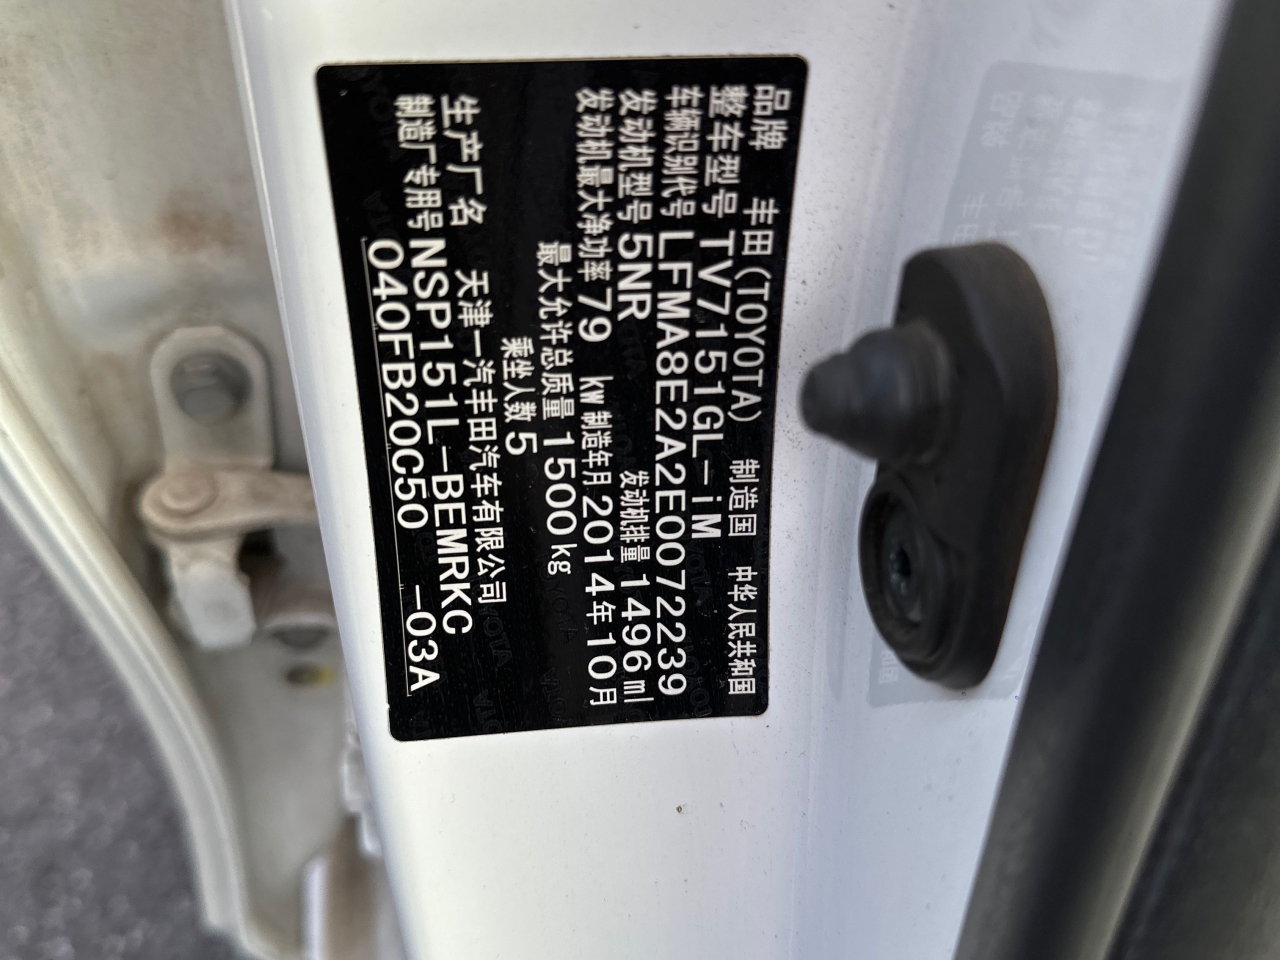 品牌 丰田(TOYOTA) 制造国 中华人民共和国
整车型号 TV7151GL-iM
车辆识别代号 LFMA8E2A2E0072239
发动机型号 5NR 发动机排量 1496ml
发动机最大净功率 79 kw 制造年月 2014年10月
最大允许总质量 1500kg
乘坐人数 5
生产厂名 天津一汽丰田汽车有限公司
制造厂专用号 NSP151L-BEMRKC
040FB20C50 -03A